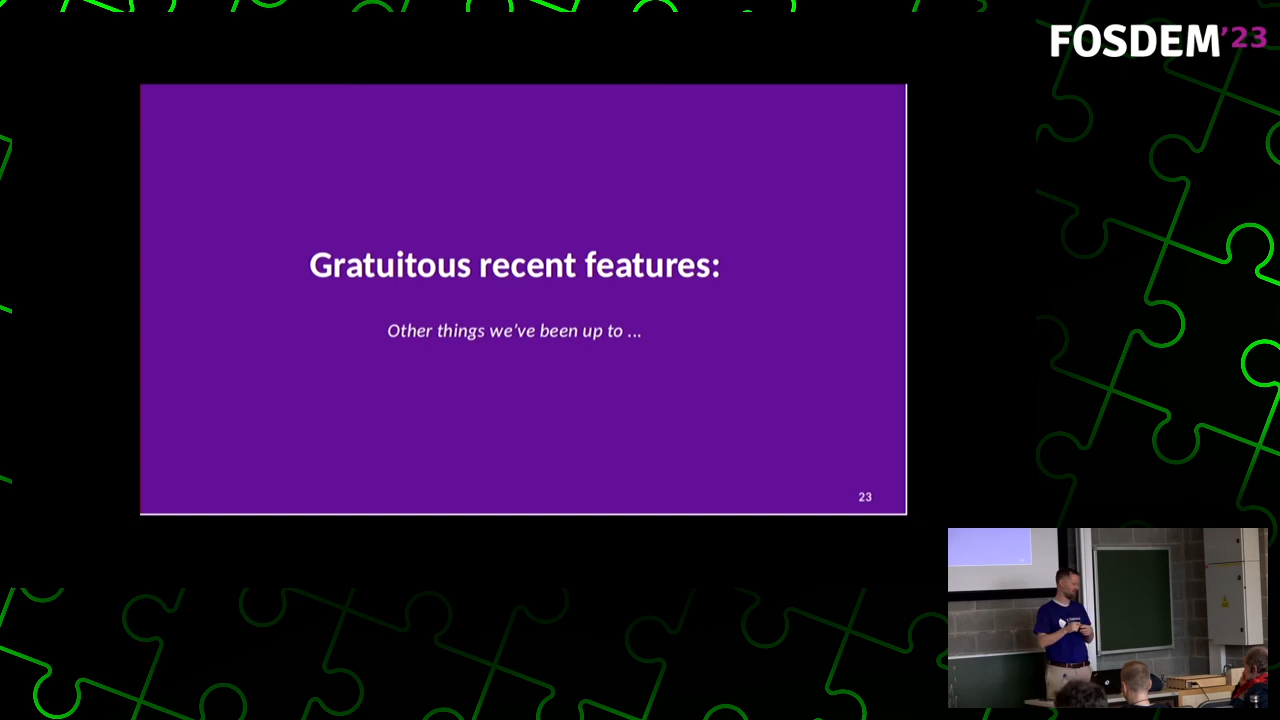 FOSDEM'23
Gratuitous recent features:
Other things we've been up to ...
23